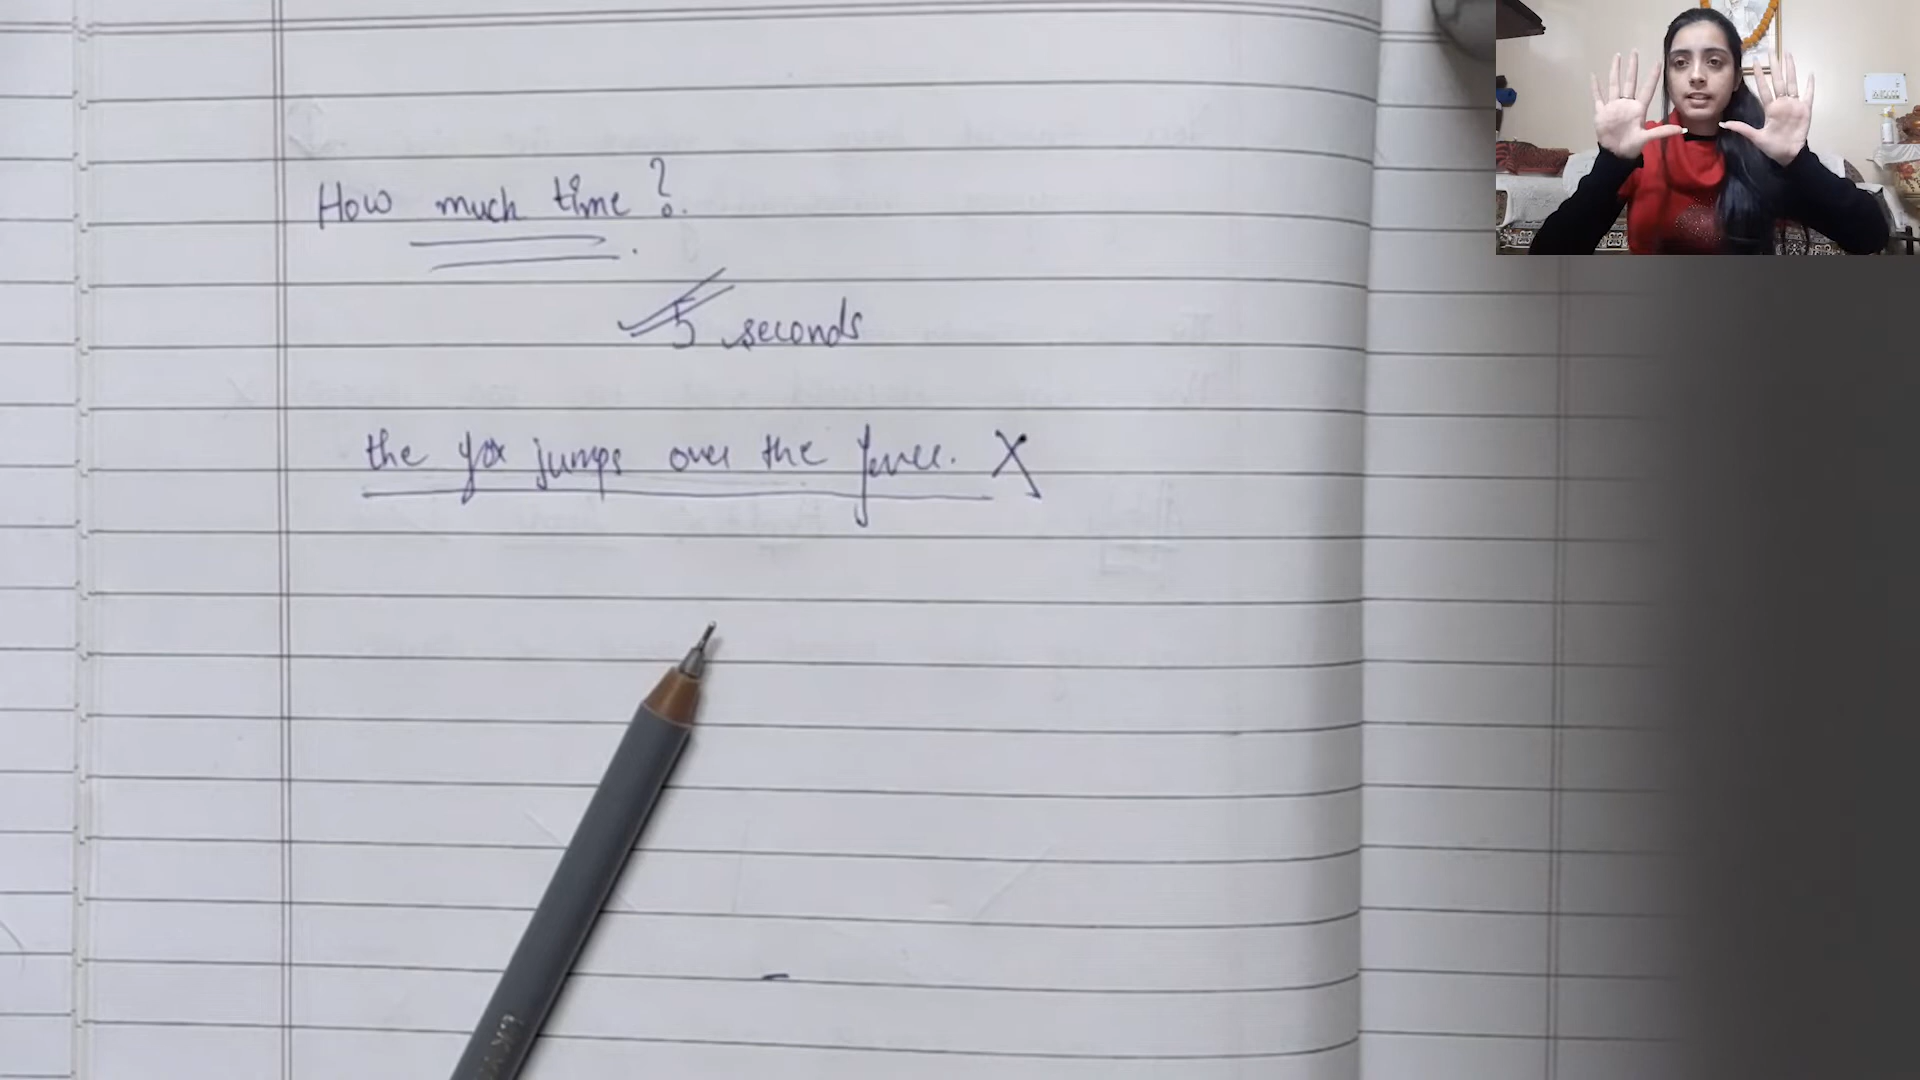 How much time?
5 seconds
the fox jumps over the fence. X